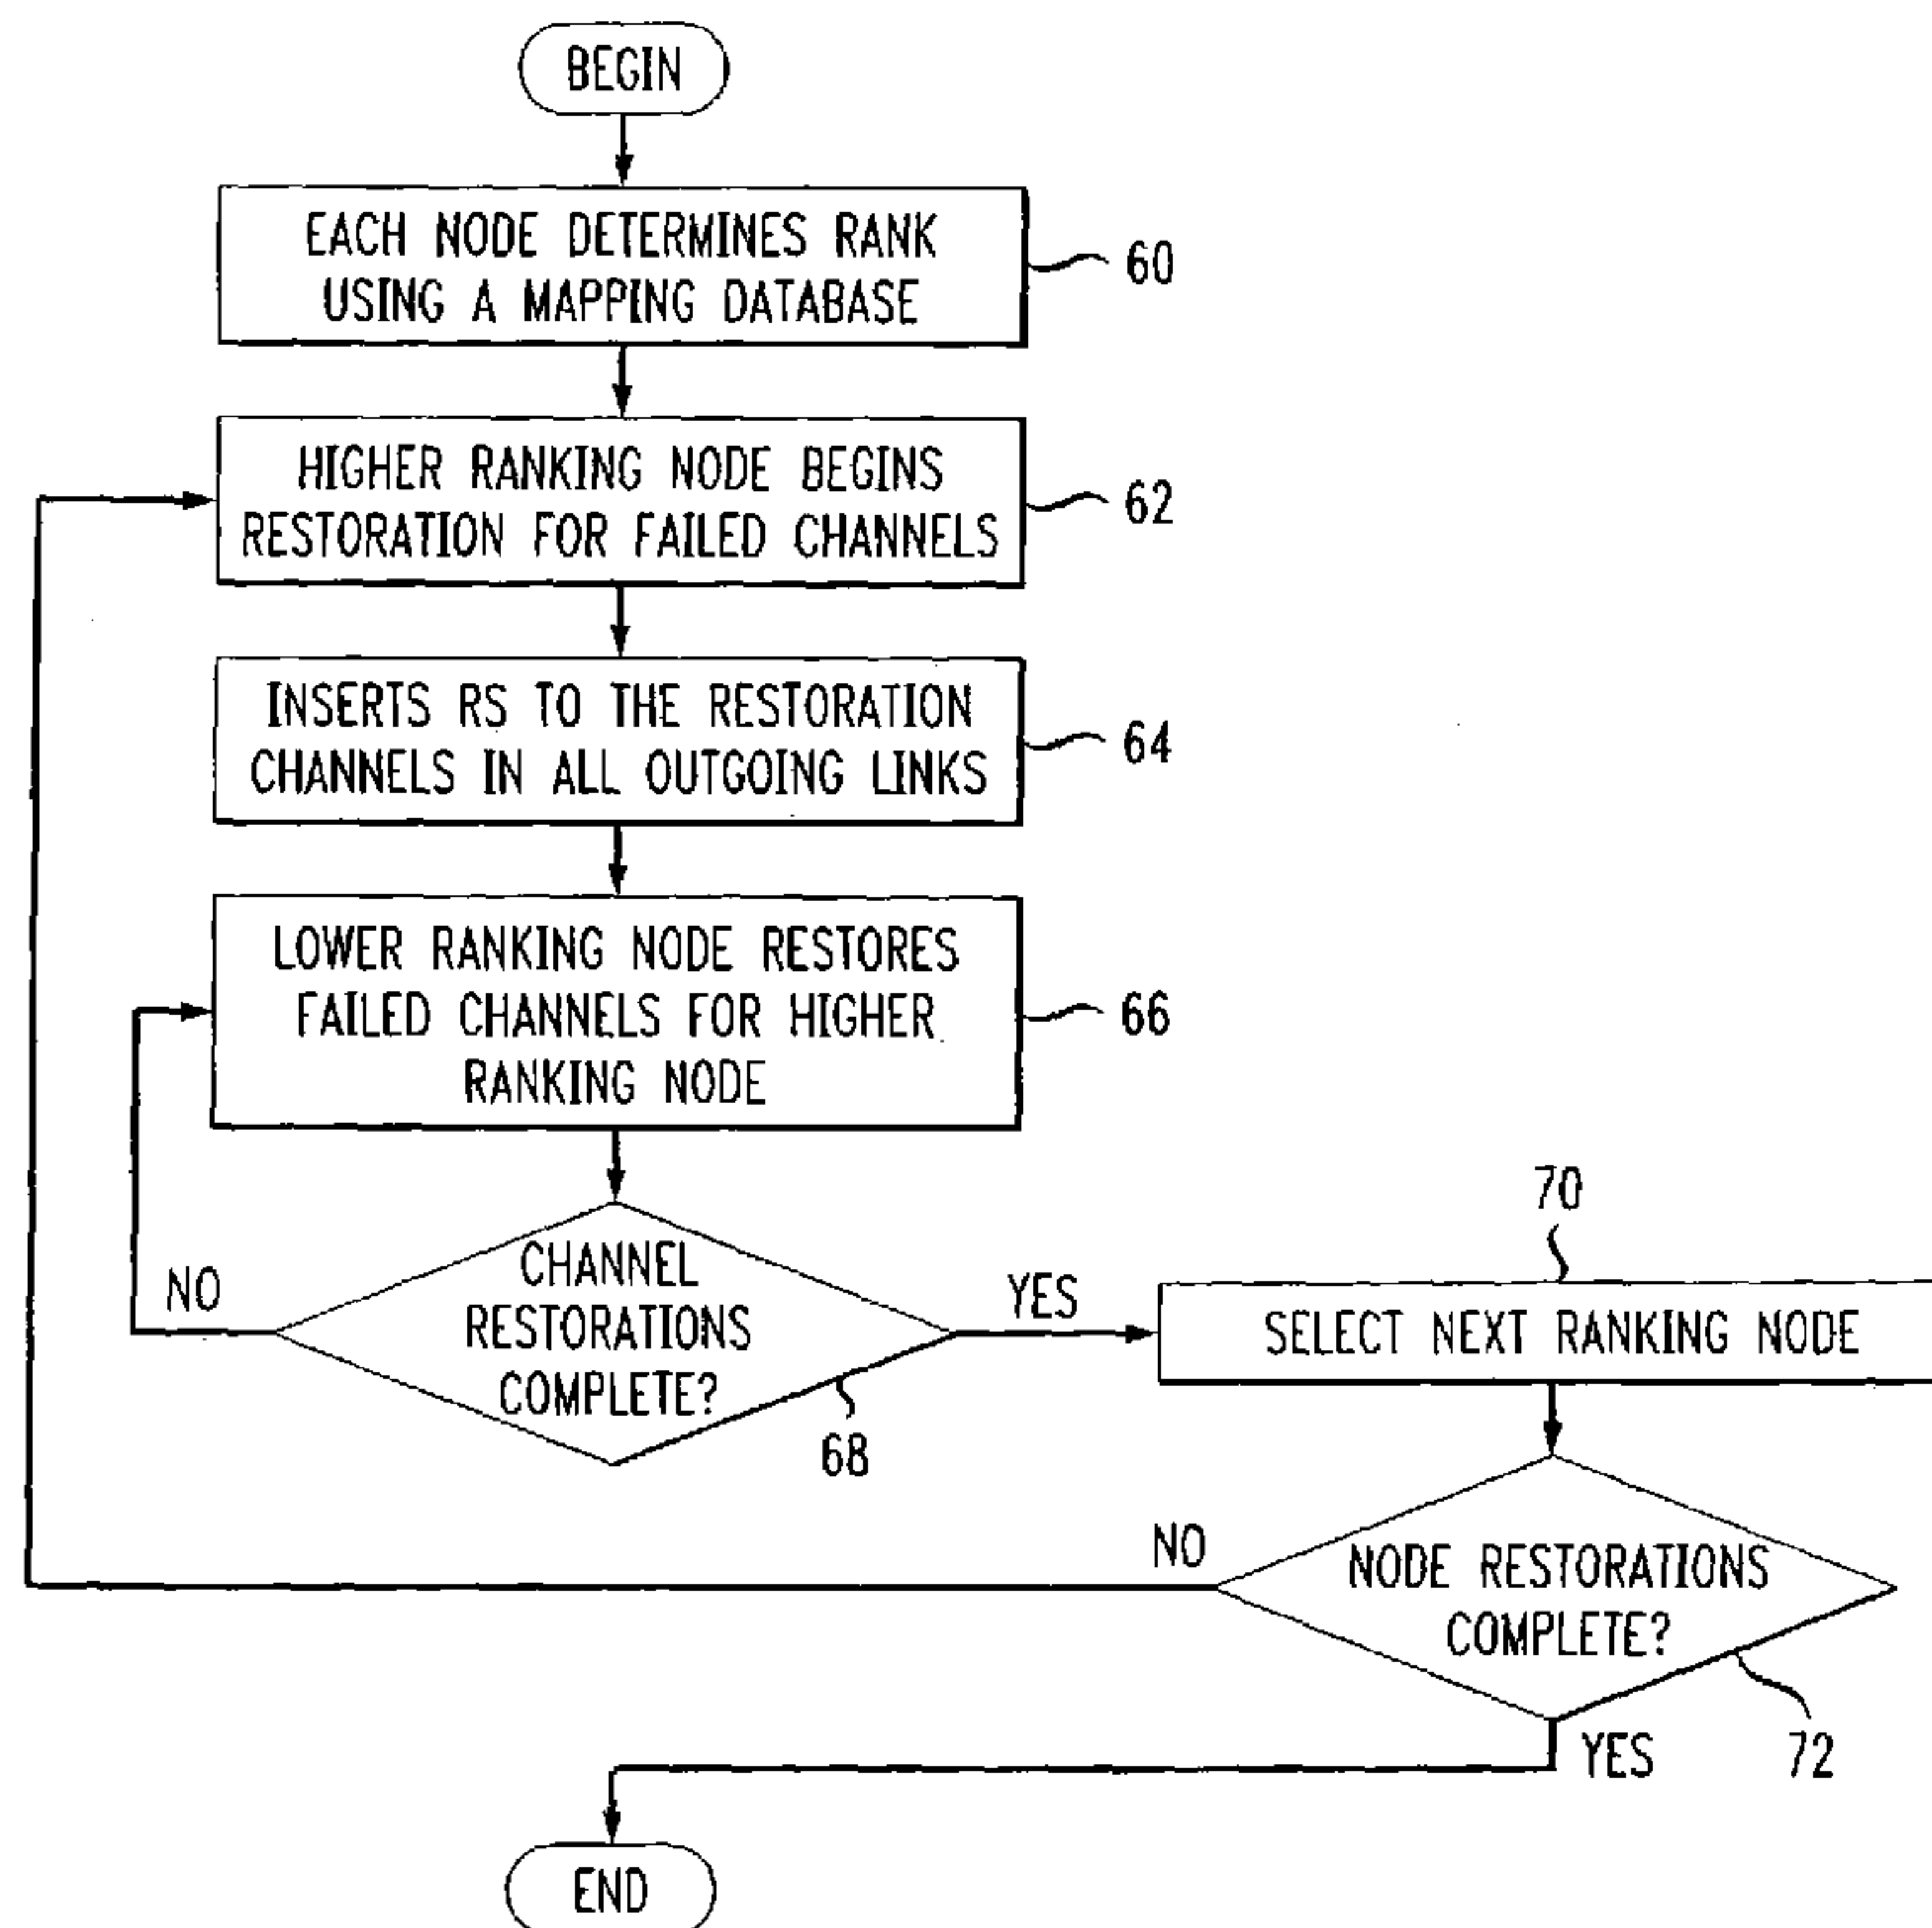 BEGIN
EACH NODE DETERMINES RANK
USING A MAPPING DATABASE
60
HIGHER RANKING NODE BEGINS
RESTORATION FOR FAILED CHANNELS
62
INSERTS RS TO THE RESTORATION
CHANNELS IN ALL OUTGOING LINKS
64
LOWER RANKING NODE RESTORES
FAILED CHANNELS FOR HIGHER
RANKING NODE
66
CHANNEL
RESTORATIONS
COMPLETE?
NO
YES
68
70
SELECT NEXT RANKING NODE
NODE RESTORATIONS
COMPLETE?
NO
YES
72
END